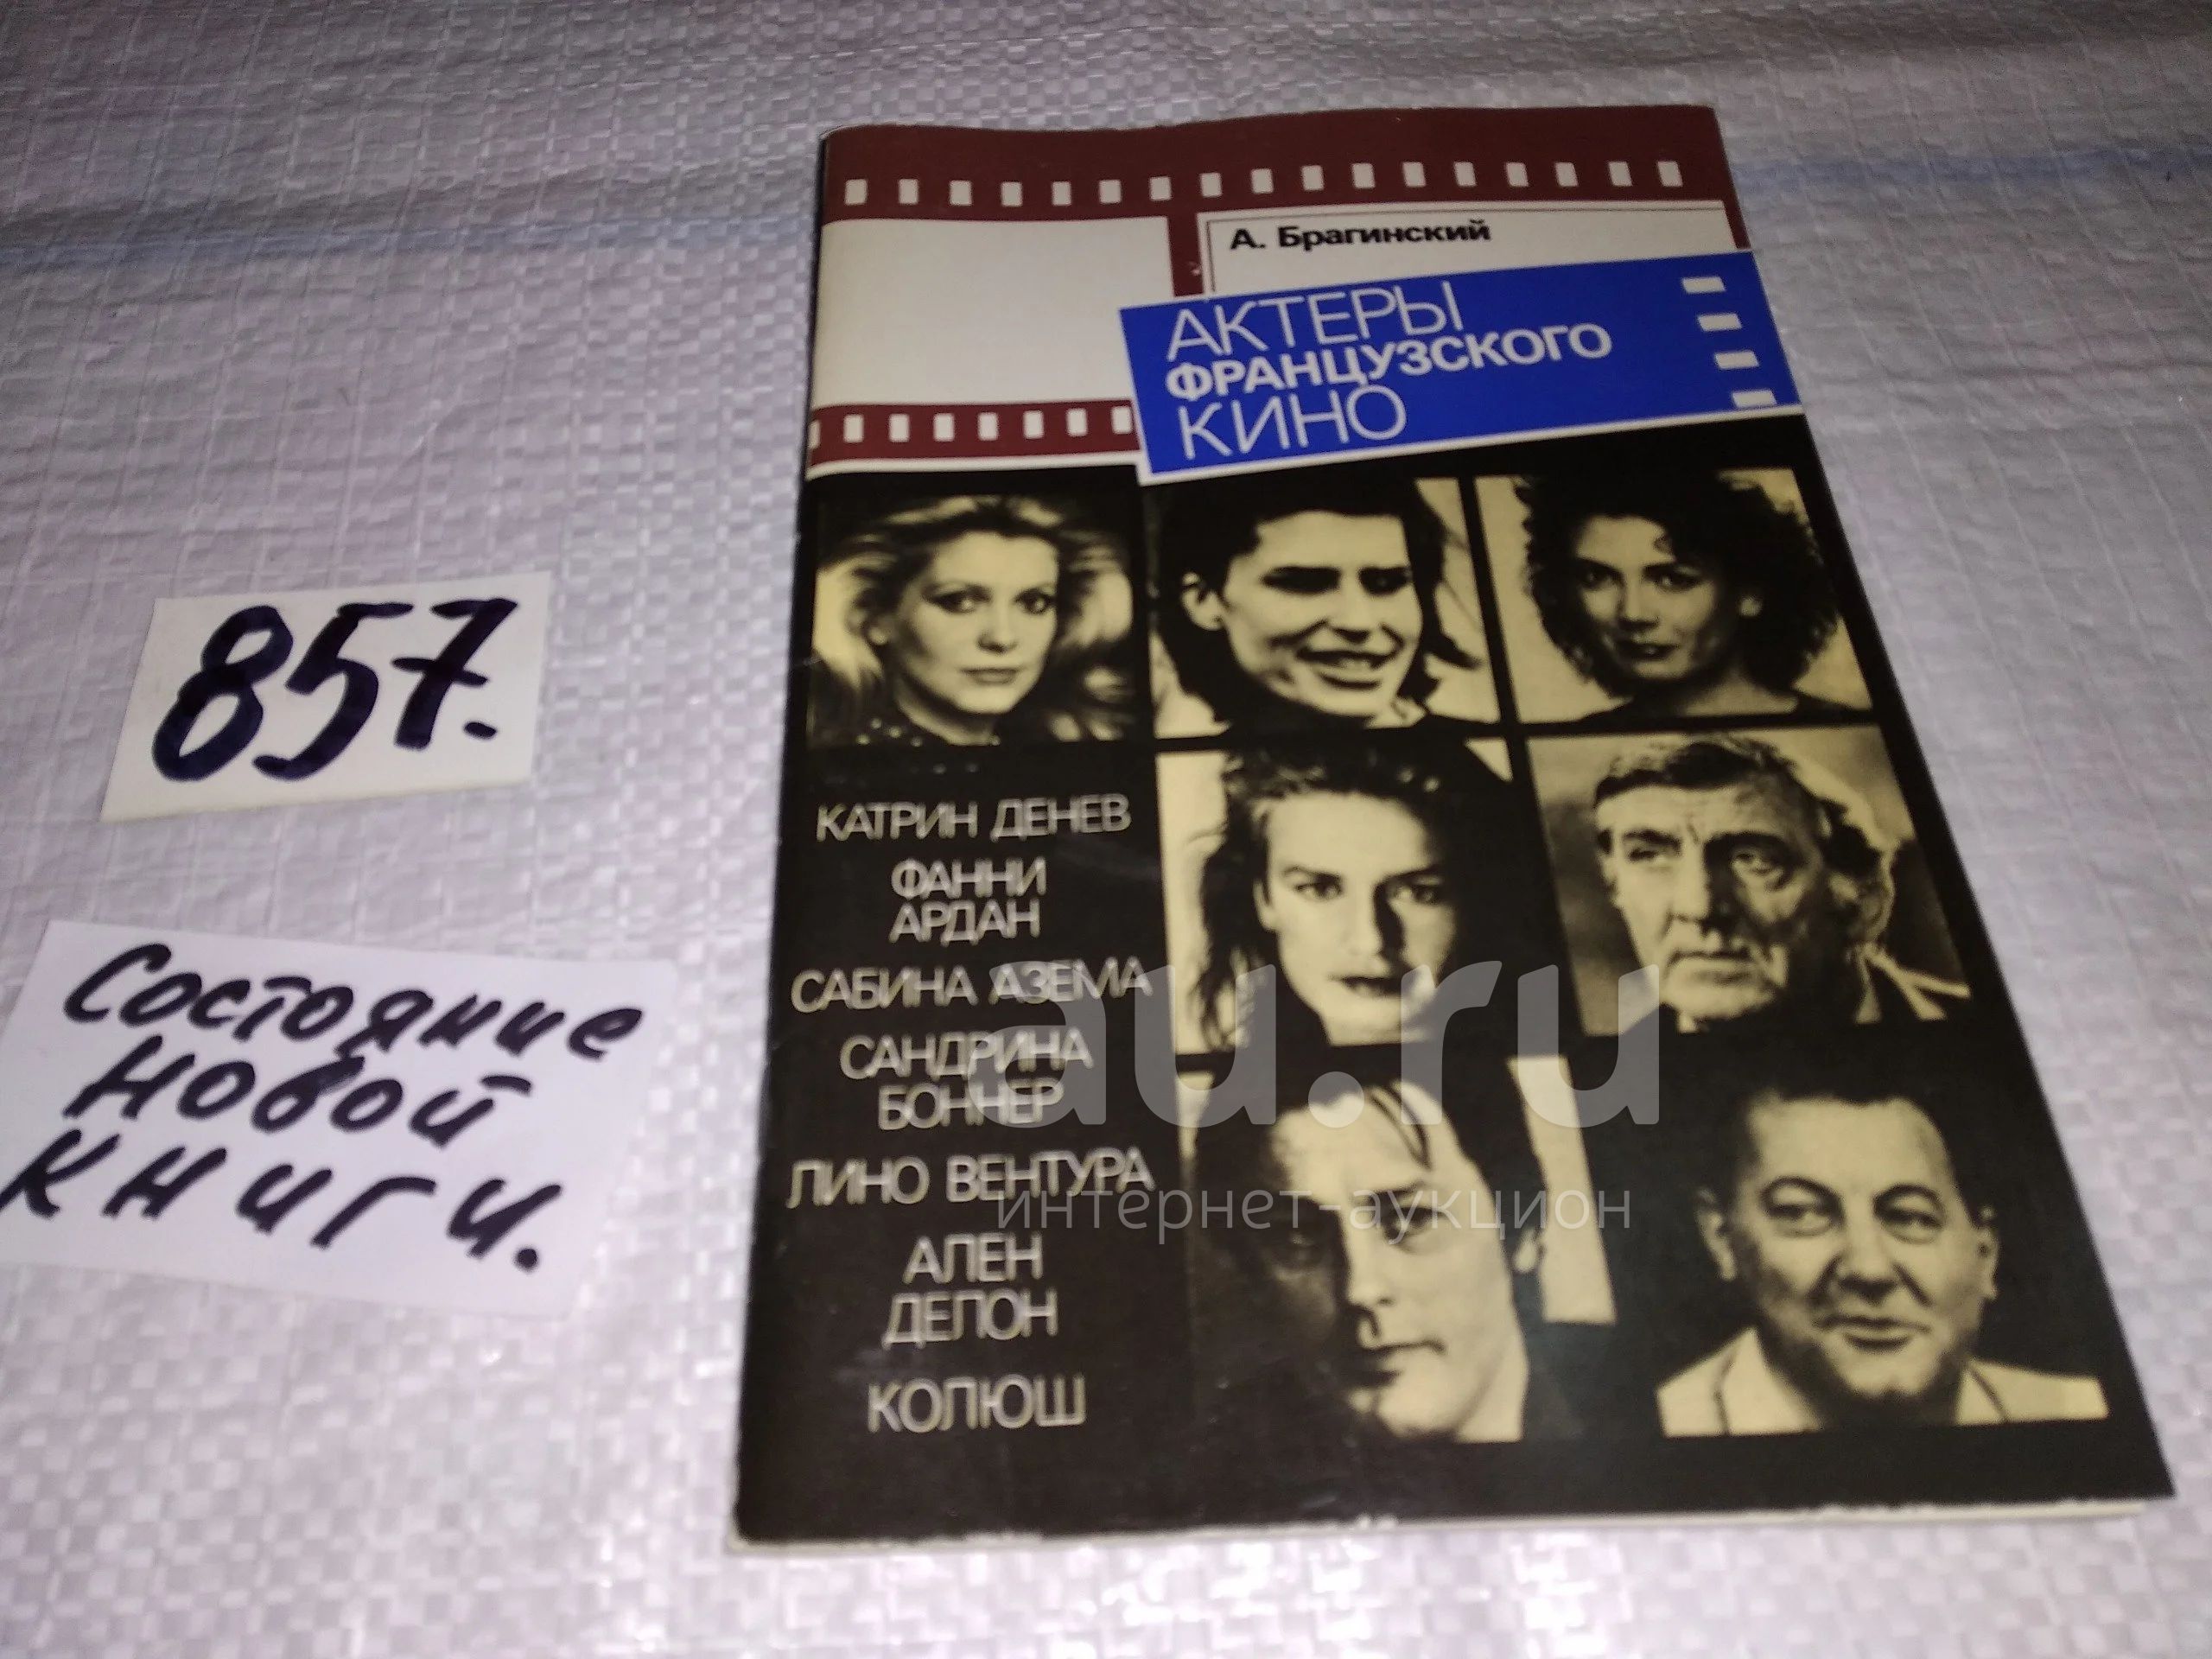 А. Брагинский
АКТЕРЫ
ФРАНЦУЗСКОГО
КИНО
857.
Состояние
новой
книги.
КАТРИН ДЕНЕВ
ФАННИ
АРДАН
САБИНА АЗЕМА
САНДРИНА
БОННЕР
ЛИНО ВЕНТУРА
АЛЕН
ДЕЛОН
КОЛЮШ
au.ru
интернет-аукцион